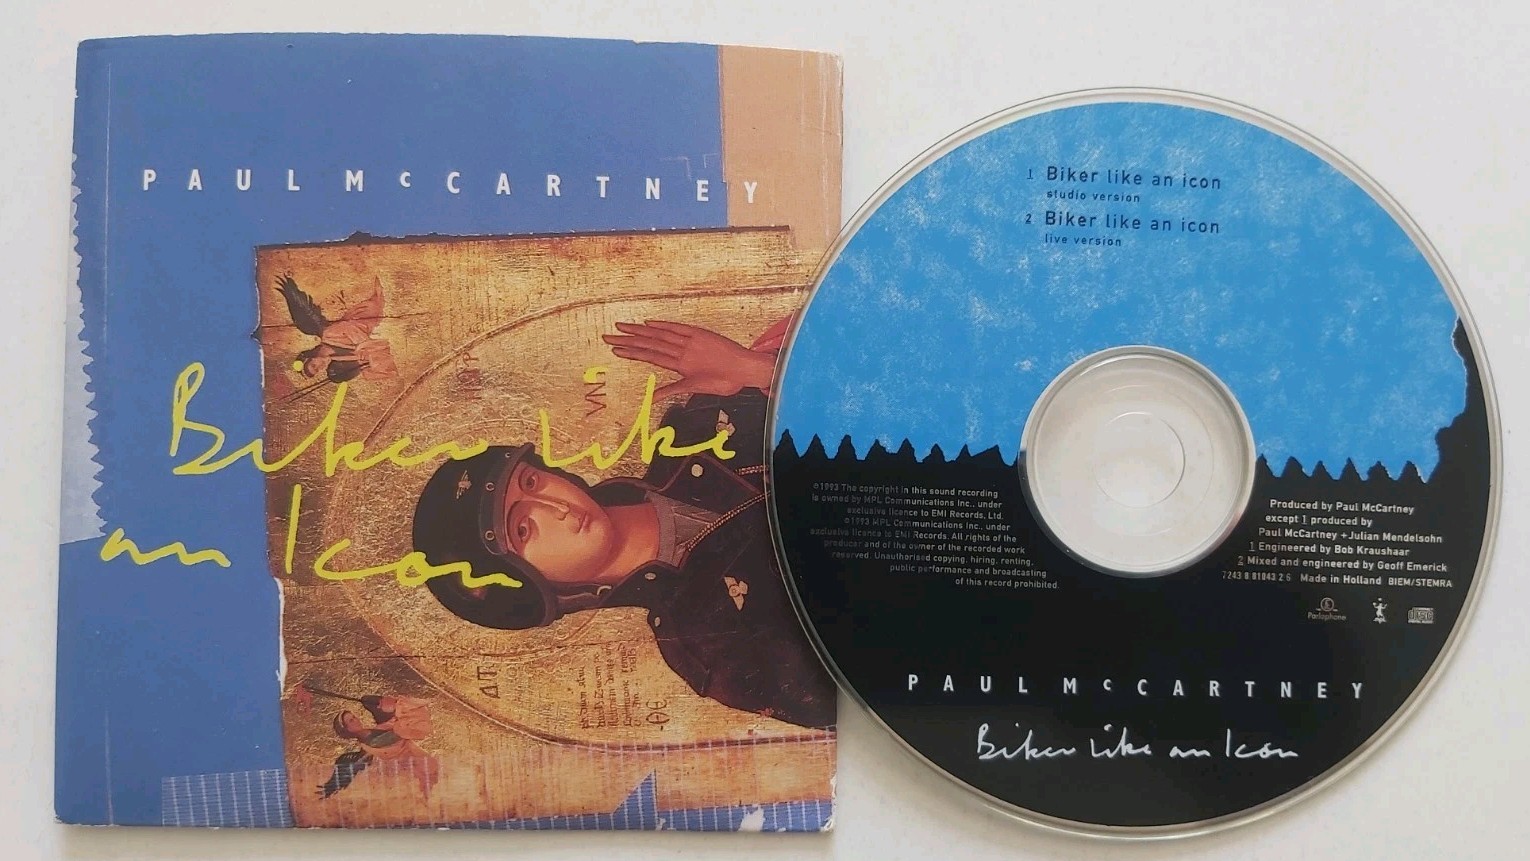 PAUL McCARTNEY
Biker like
an Icon
1 Biker like an icon
studio version
2 Biker like an icon
live version
℗1993 The copyright in this sound recording
is owned by MPL Communications Inc., under
exclusive licence to EMI Records, Ltd.
©1993 MPL Communications Inc., under
exclusive licence to EMI Records. All rights of the
producer and of the owner of the recorded work
reserved. Unauthorised copying, hiring, renting,
public performance and broadcasting
of this record prohibited.
Produced by Paul McCartney
except 1 produced by
Paul McCartney + Julian Mendelsohn
1 Engineered by Bob Kraushaar
2 Mixed and engineered by Geoff Emerick
7243 8 81043 2 6 Made in Holland BIEM/STEMRA
Parlophone
PAUL McCARTNEY
Biker like an Icon